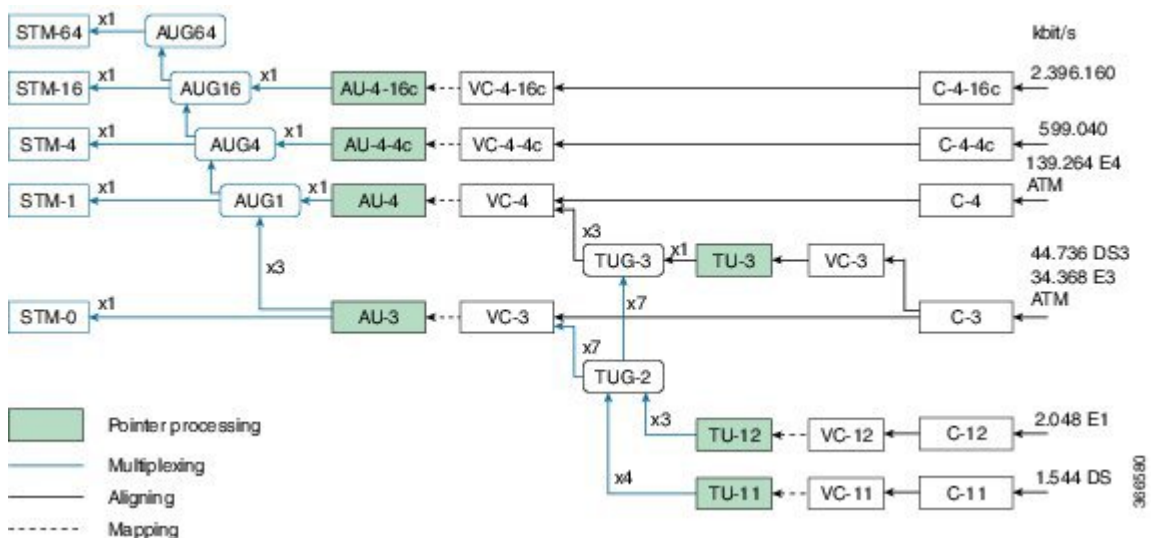 STM-64 x1 AUG64 kbit/s
STM-16 x1 AUG16 x1 AU-4-16c VC-4-16c C-4-16c 2.396.160
STM-4 x1 AUG4 x1 AU-4-4c VC-4-4c C-4-4c 599.040
139.264 E4
STM-1 x1 AUG1 x1 AU-4 VC-4 C-4 ATM
x3
TUG-3 x1 TU-3 VC-3 44.736 DS3
x3 34.368 E3
STM-0 x1 AU-3 VC-3 x7 C-3 ATM
x7
TUG-2
Pointer processing x3 TU-12 VC-12 C-12 2.048 E1
Multiplexing
Aligning x4 TU-11 VC-11 C-11 1.544 DS
Mapping
366580